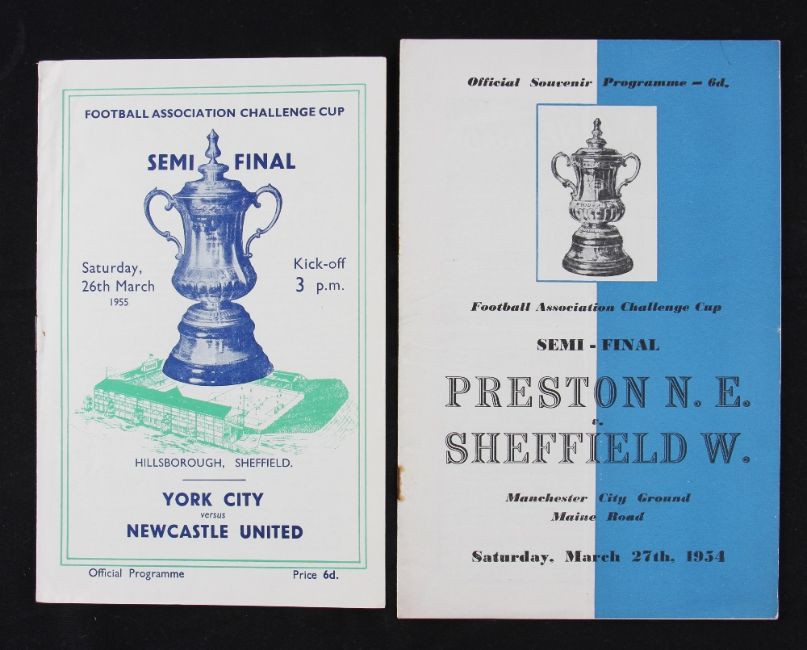 FOOTBALL ASSOCIATION CHALLENGE CUP
SEMI FINAL
Saturday,
26th March
1955
Kick-off
3 p.m.
HILLSBOROUGH, SHEFFIELD.
YORK CITY
versus
NEWCASTLE UNITED
Official Programme Price 6d.
Official Souvenir Programme — 6d.
Football Association Challenge Cup
SEMI - FINAL
PRESTON N. E.
v.
SHEFFIELD W.
Manchester City Ground
Maine Road
Saturday, March 27th, 1954